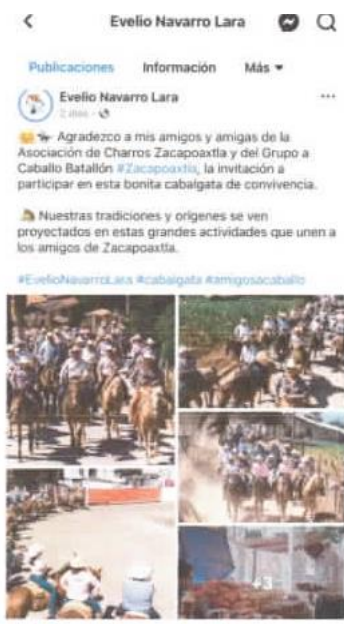 Evelio Navarro Lara
Publicaciones Información Más
Evelio Navarro Lara
Agradezco a mis amigos y amigas de la
Asociación de Charros Zacapoaxtla y del Grupo a
Caballo Batallón #Zacapoaxtla, la invitación a
participar en esta bonita cabalgata de convivencia.
Nuestras tradiciones y orígenes se ven
proyectados en estas grandes actividades que unen a
los amigos de Zacapoaxtla.
#EvelioNavarroLara #cabalgata #amigosacaballo
+3